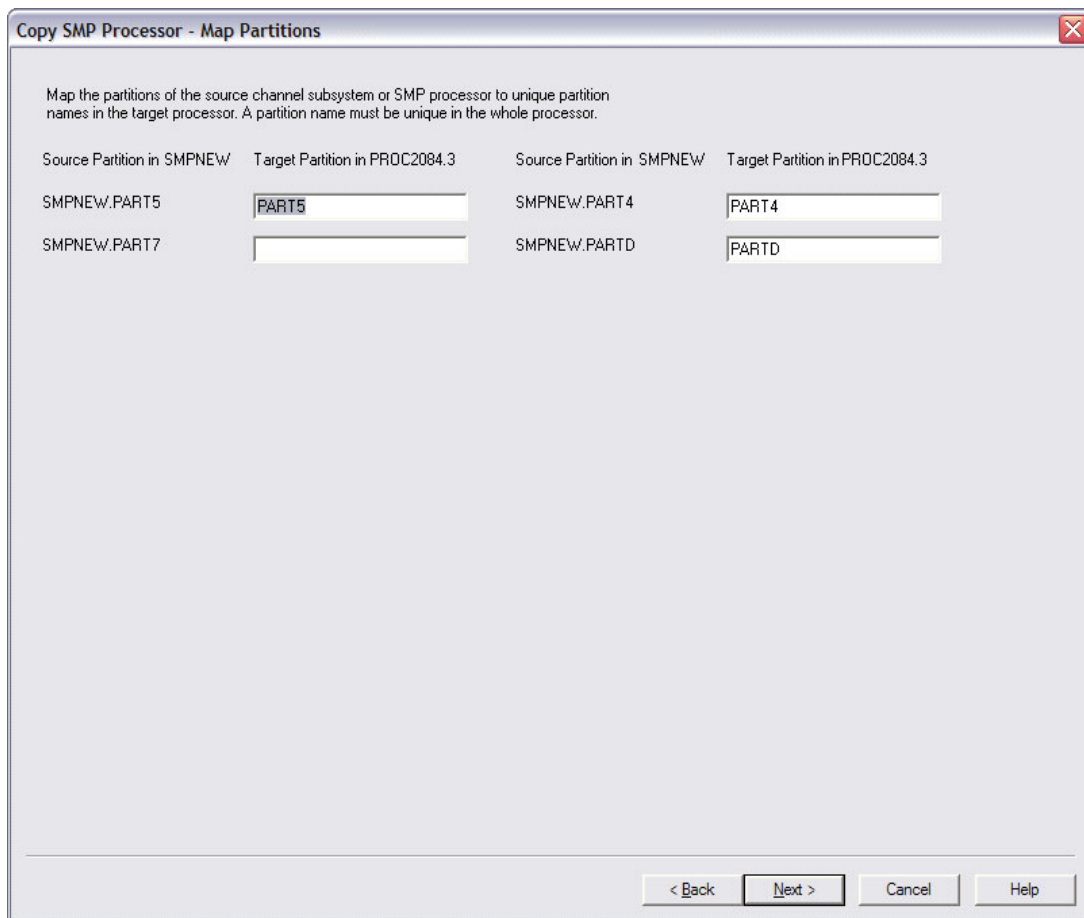 Copy SMP Processor - Map Partitions
Map the partitions of the source channel subsystem or SMP processor to unique partition
names in the target processor. A partition name must be unique in the whole processor.
Source Partition in SMPNEW Target Partition in PROC2084.3 Source Partition in SMPNEW Target Partition in PROC2084.3
SMPNEW.PART5 PART5 SMPNEW.PART4 PART4
SMPNEW.PART7 SMPNEW.PARTD PARTD
< Back Next > Cancel Help